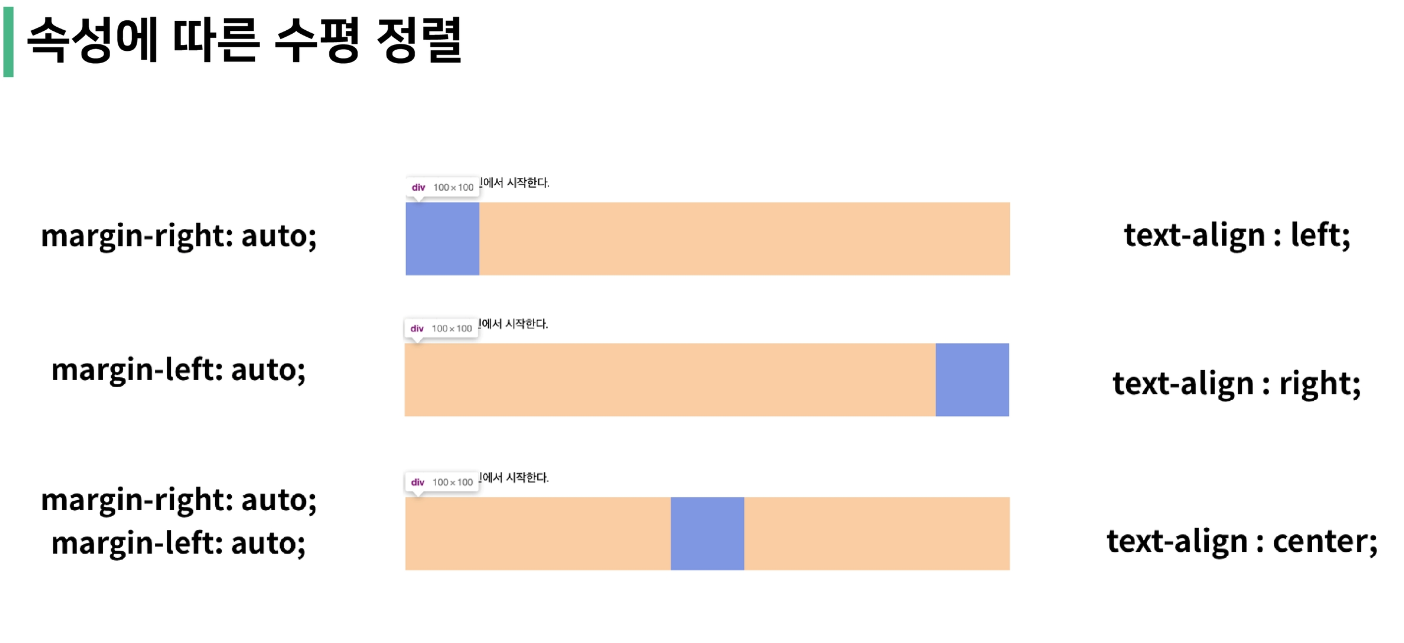 속성에 따른 수평 정렬
div 100 × 100
에서 시작한다.
margin-right: auto;
text-align : left;
div 100 × 100
에서 시작한다.
margin-left: auto;
text-align : right;
div 100 × 100
에서 시작한다.
margin-right: auto;
margin-left: auto;
text-align : center;